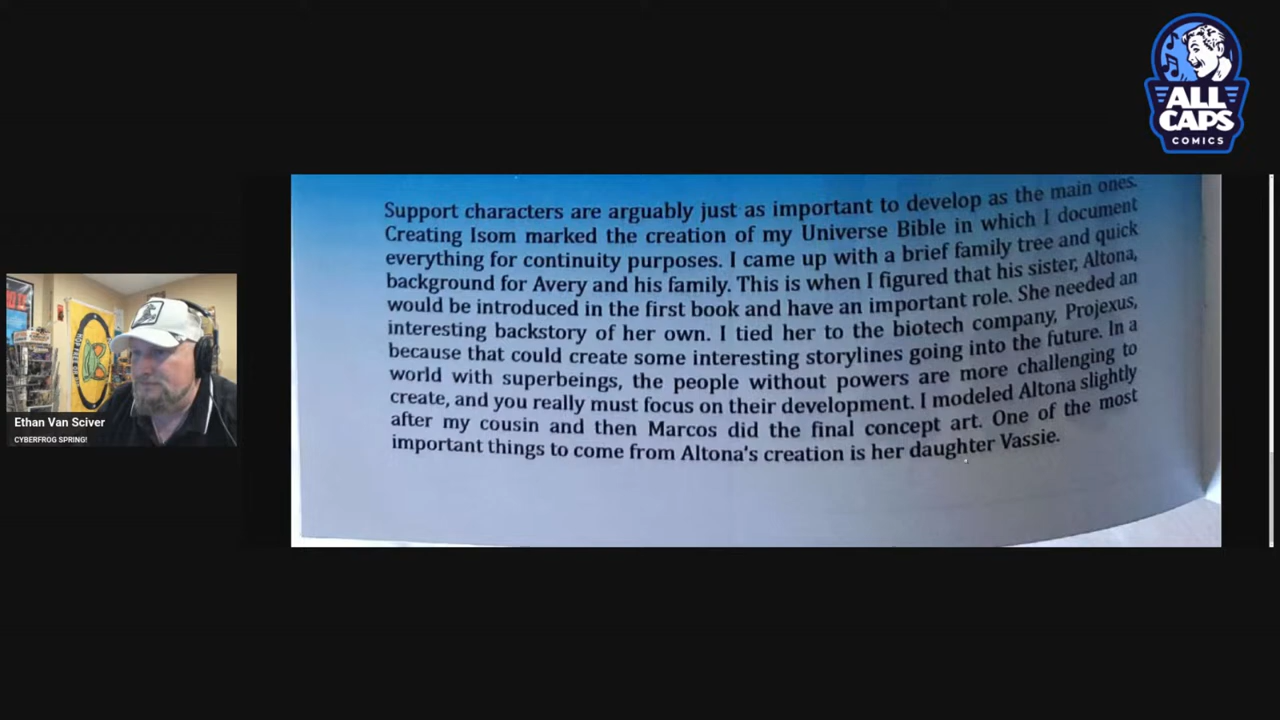 ALL
CAPS
COMICS
Support characters are arguably just as important to develop as the main ones.
Creating Isom marked the creation of my Universe Bible in which I document
everything for continuity purposes. I came up with a brief family tree and quick
background for Avery and his family. This is when I figured that his sister, Altona,
would be introduced in the first book and have an important role. She needed an
interesting backstory of her own. I tied her to the biotech company, Projexus,
because that could create some interesting storylines going into the future. In a
world with superbeings, the people without powers are more challenging to
create, and you really must focus on their development. I modeled Altona slightly
after my cousin and then Marcos did the final concept art. One of the most
important things to come from Altona's creation is her daughter Vassie.
Ethan Van Sciver
CYBERFROG SPRING!